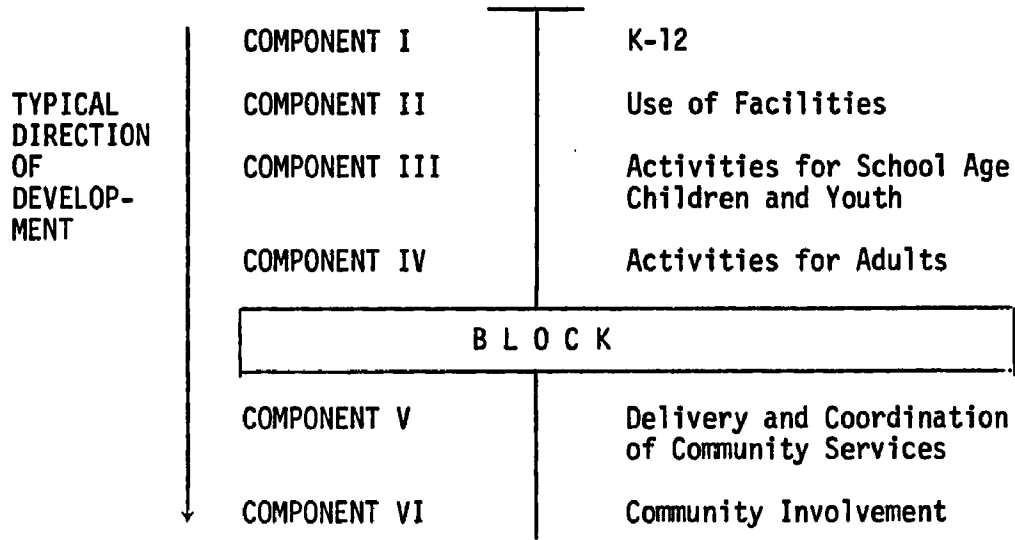 COMPONENT I K-12
TYPICAL
DIRECTION
OF
DEVELOP-
MENT
COMPONENT II Use of Facilities
COMPONENT III Activities for School Age
Children and Youth
COMPONENT IV Activities for Adults
B L O C K
COMPONENT V Delivery and Coordination
of Community Services
COMPONENT VI Community Involvement